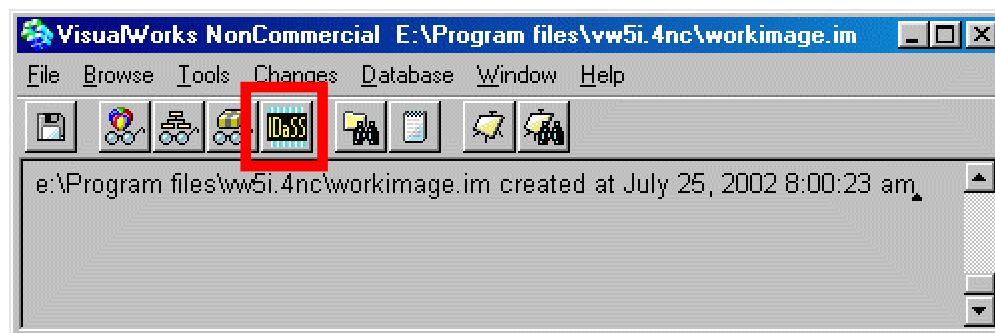 VisualWorks NonCommercial E:\Program files\vw5i.4nc\workimage.im
File Browse Tools Changes Database Window Help
IDaSS
e:\Program files\vw5i.4nc\workimage.im created at July 25, 2002 8:00:23 am